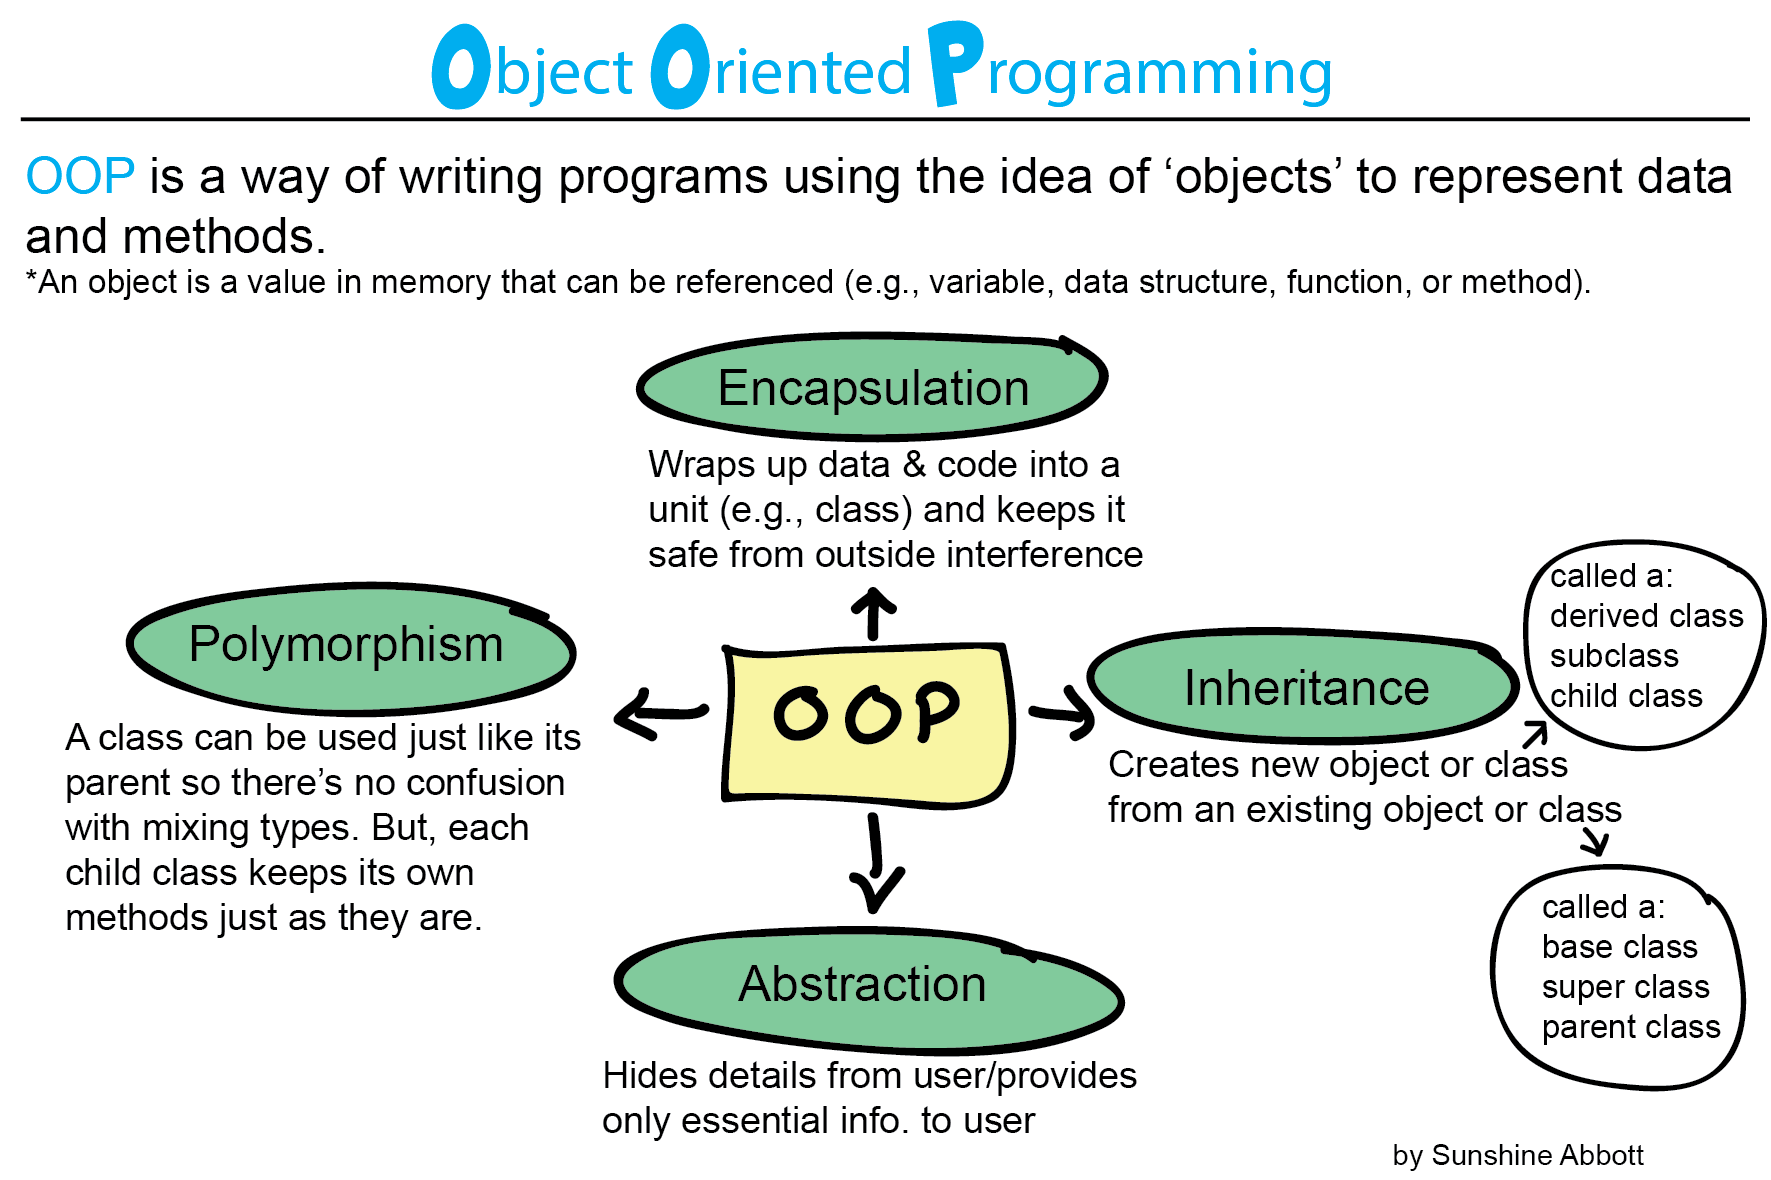 Object Oriented Programming
OOP is a way of writing programs using the idea of ‘objects’ to represent data
and methods.
*An object is a value in memory that can be referenced (e.g., variable, data structure, function, or method).
Encapsulation
Wraps up data & code into a
unit (e.g., class) and keeps it
safe from outside interference
Polymorphism
A class can be used just like its
parent so there’s no confusion
with mixing types. But, each
child class keeps its own
methods just as they are.
OOP
Inheritance
Creates new object or class
from an existing object or class
called a:
derived class
subclass
child class
called a:
base class
super class
parent class
Abstraction
Hides details from user/provides
only essential info. to user
by Sunshine Abbott